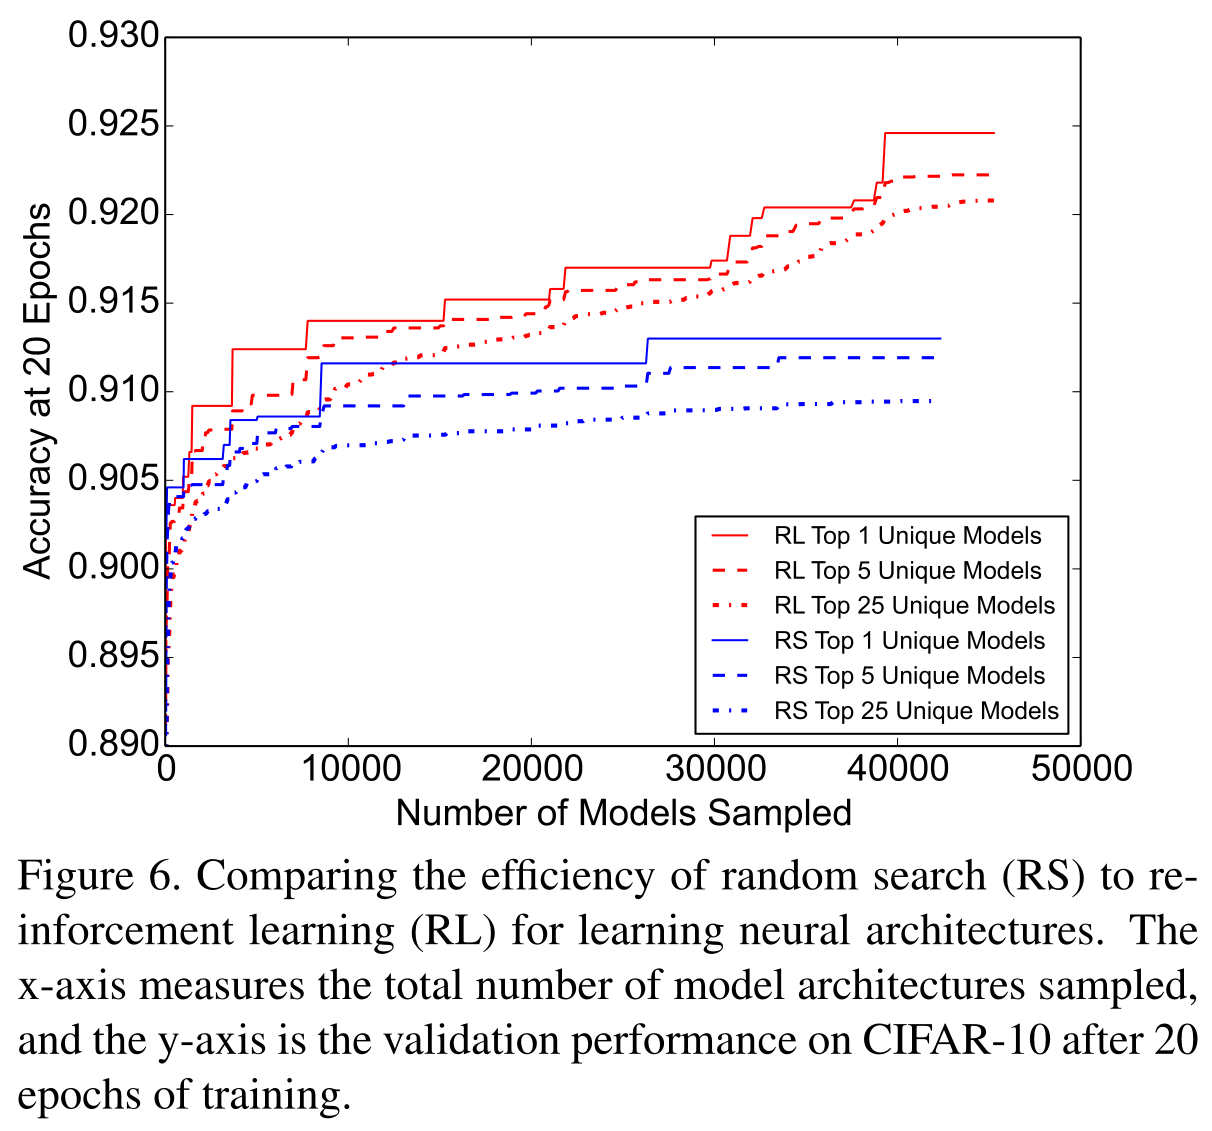 0.930
0.925
0.920
0.915
0.910
0.905
0.900
0.895
0.890
Accuracy at 20 Epochs
RL Top 1 Unique Models
RL Top 5 Unique Models
RL Top 25 Unique Models
RS Top 1 Unique Models
RS Top 5 Unique Models
RS Top 25 Unique Models
0 10000 20000 30000 40000 50000
Number of Models Sampled
Figure 6. Comparing the efficiency of random search (RS) to re-
inforcement learning (RL) for learning neural architectures. The
x-axis measures the total number of model architectures sampled,
and the y-axis is the validation performance on CIFAR-10 after 20
epochs of training.